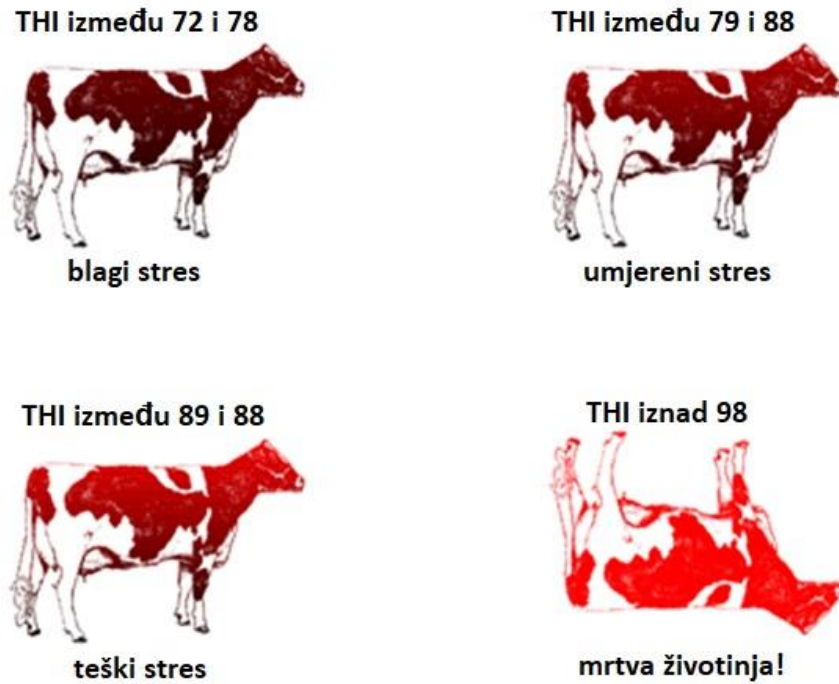 THI između 72 i 78
THI između 79 i 88
blagi stres
umjereni stres
THI između 89 i 88
THI iznad 98
teški stres
mrtva životinja!